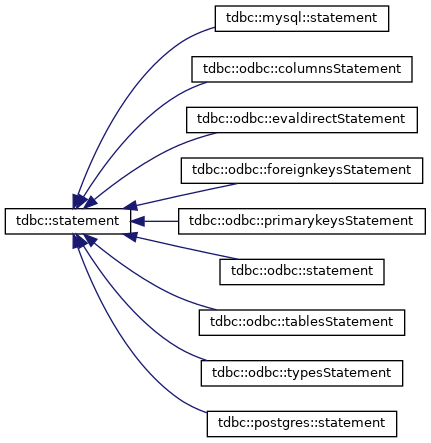 tdbc::mysql::statement
tdbc::odbc::columnsStatement
tdbc::odbc::evaldirectStatement
tdbc::odbc::foreignkeysStatement
tdbc::statement
tdbc::odbc::primarykeysStatement
tdbc::odbc::statement
tdbc::odbc::tablesStatement
tdbc::odbc::typesStatement
tdbc::postgres::statement